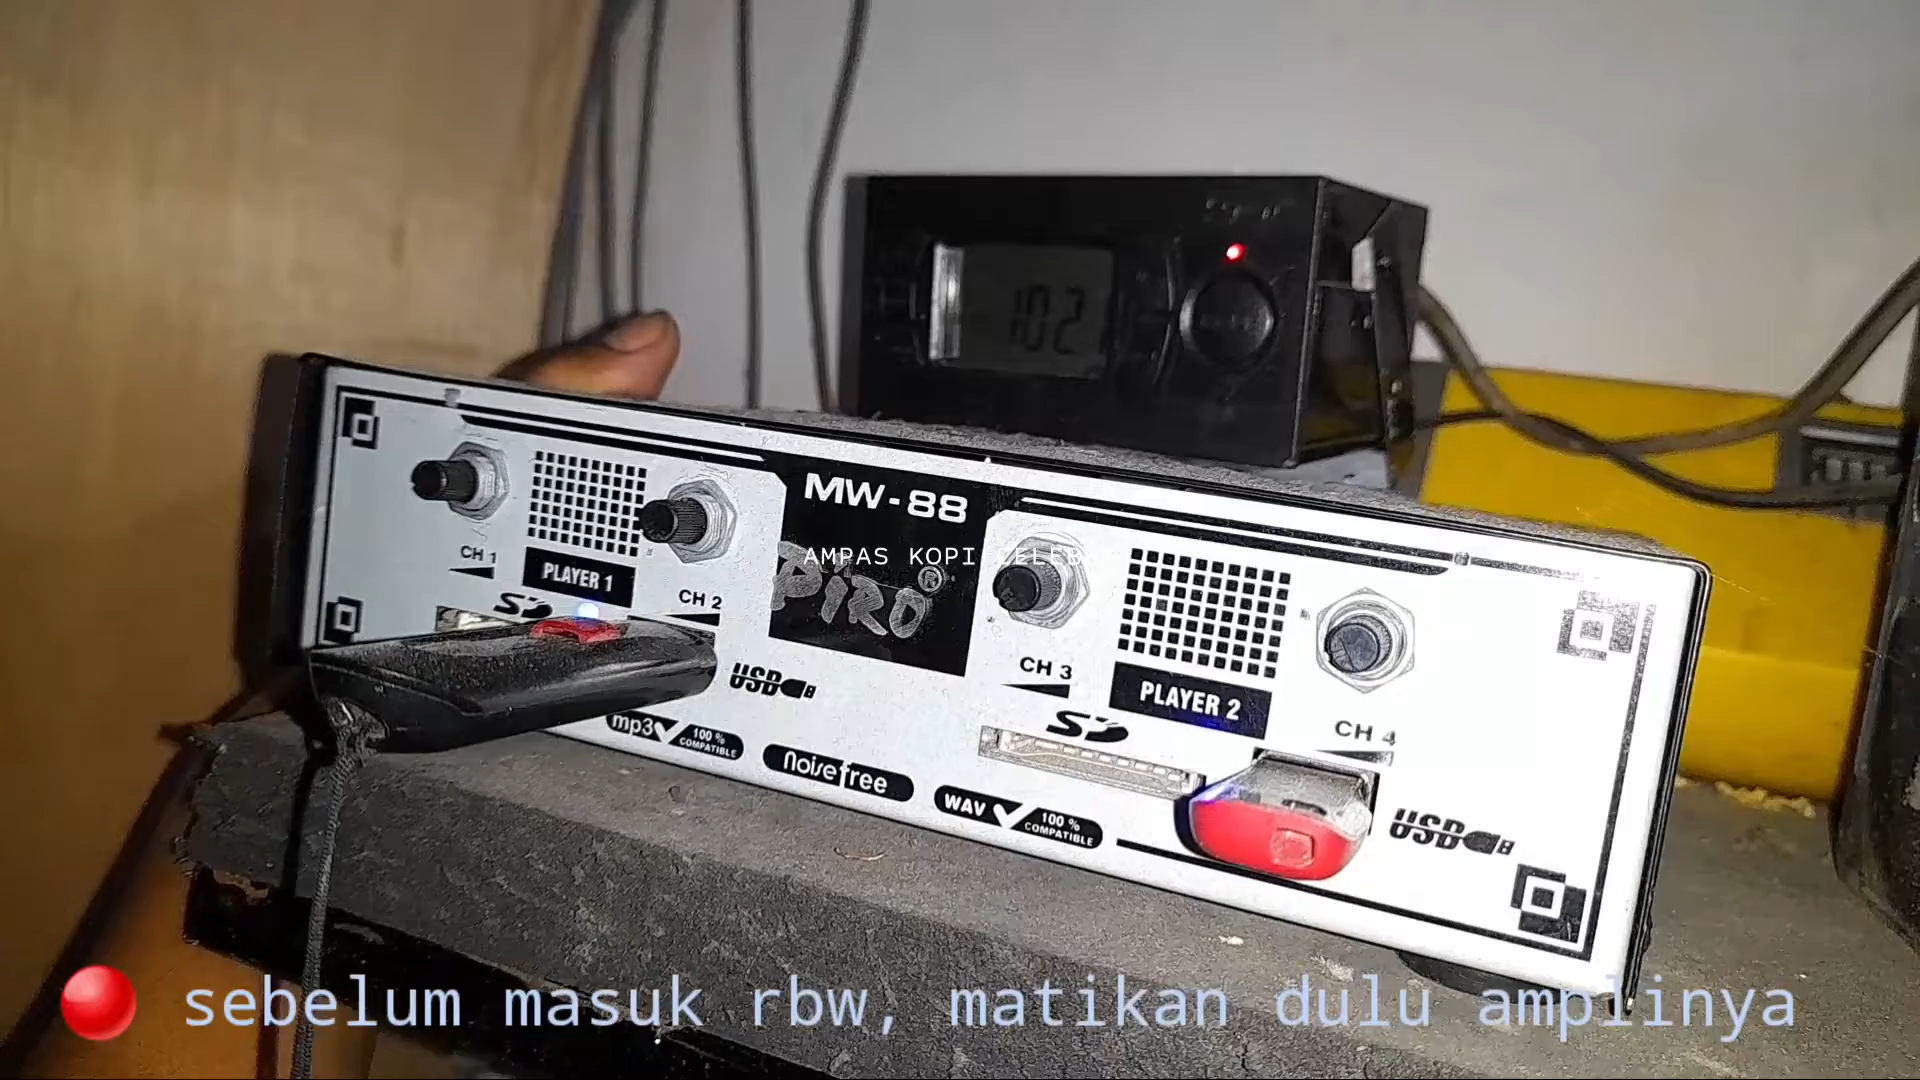 102
MW-88
AMPAS KOPI CELEB
PIRO®
CH 1
PLAYER 1
CH 2
SD
USB
CH 3
PLAYER 2
CH 4
SD
USB
mp3 100 % COMPATIBLE
Noise free
WAV 100 % COMPATIBLE
sebelum masuk rbw, matikan dulu amplinya